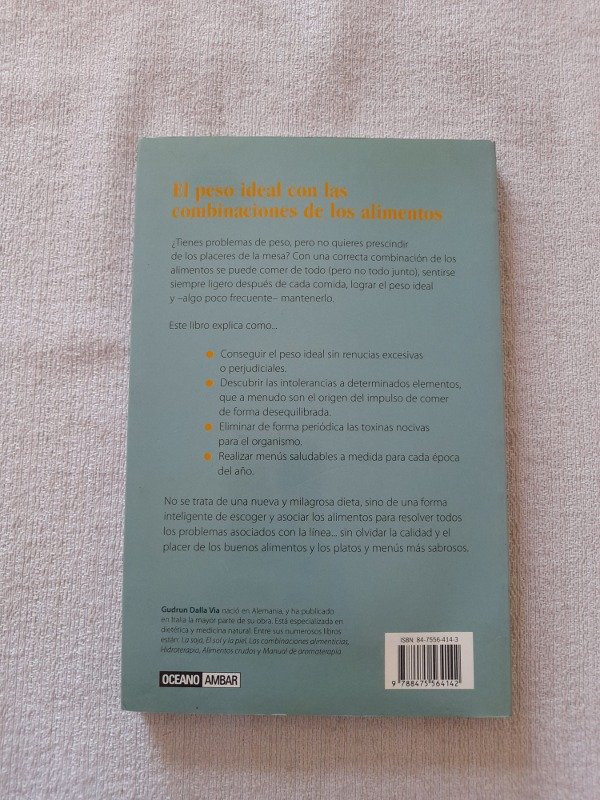 El peso ideal con las
combinaciones de los alimentos
¿Tienes problemas de peso, pero no quieres prescindir
de los placeres de la mesa? Con una correcta combinación de los
alimentos se puede comer de todo (pero no todo junto), sentirse
siempre ligero después de cada comida, lograr el peso ideal
y –algo poco frecuente– mantenerlo.
Este libro explica como...
● Conseguir el peso ideal sin renucias excesivas
o perjudiciales.
● Descubrir las intolerancias a determinados elementos,
que a menudo son el origen del impulso de comer
de forma desequilibrada.
● Eliminar de forma periódica las toxinas nocivas
para el organismo.
● Realizar menús saludables a medida para cada época
del año.
No se trata de una nueva y milagrosa dieta, sino de una forma
inteligente de escoger y asociar los alimentos para resolver todos
los problemas asociados con la línea... sin olvidar la calidad y el
placer de los buenos alimentos y los platos y menús más sabrosos.
Gudrun Dalla Via nació en Alemania, y ha publicado
en Italia la mayor parte de su obra. Está especializada en
dietética y medicina natural. Entre sus numerosos libros
están: La soja, El sol y la piel, Las combinaciones alimenticias,
Hidroterapia, Alimentos crudos y Manual de aromaterapia.
OCEANO AMBAR
ISBN: 84-7556-414-3
9 788475 564142